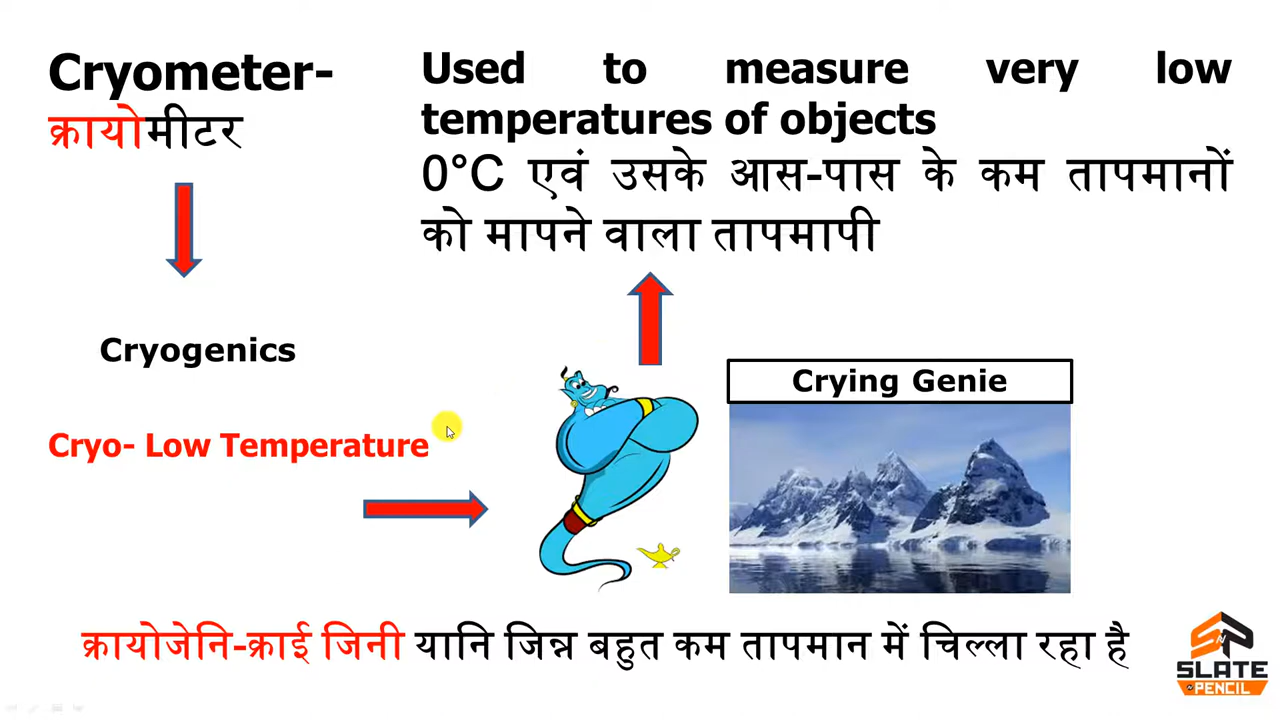 Cryometer-
क्रायोमीटर
Used to measure very low
temperatures of objects
0°C एवं उसके आस-पास के कम तापमानों
को मापने वाला तापमापी
Cryogenics
Cryo- Low Temperature
Crying Genie
क्रायोजेनि-क्राई जिनी यानि जिन्न बहुत कम तापमान में चिल्ला रहा है
SLATE
PENCIL